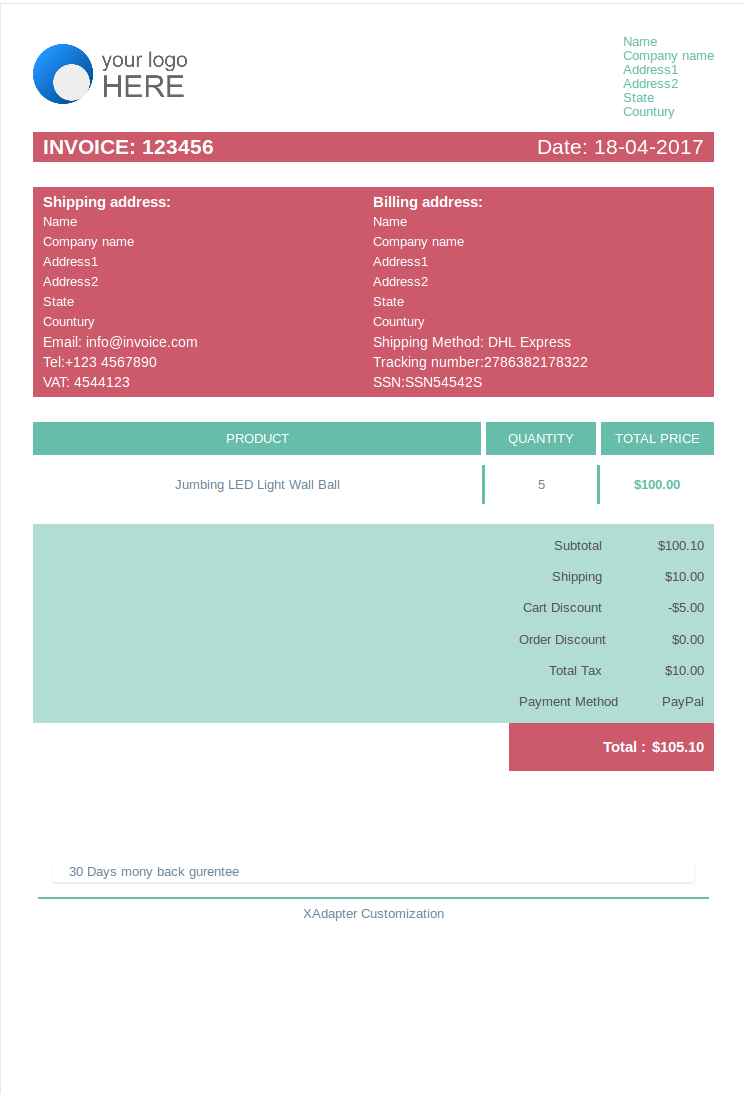 your logo
HERE
Name
Company name
Address1
Address2
State
Countury
INVOICE: 123456 Date: 18-04-2017
Shipping address:
Name
Company name
Address1
Address2
State
Countury
Email: info@invoice.com
Tel:+123 4567890
VAT: 4544123
Billing address:
Name
Company name
Address1
Address2
State
Countury
Shipping Method: DHL Express
Tracking number:2786382178322
SSN:SSN54542S
PRODUCT QUANTITY TOTAL PRICE
Jumbing LED Light Wall Ball 5 $100.00
Subtotal $100.10
Shipping $10.00
Cart Discount -$5.00
Order Discount $0.00
Total Tax $10.00
Payment Method PayPal
Total : $105.10
30 Days mony back gurentee
XAdapter Customization